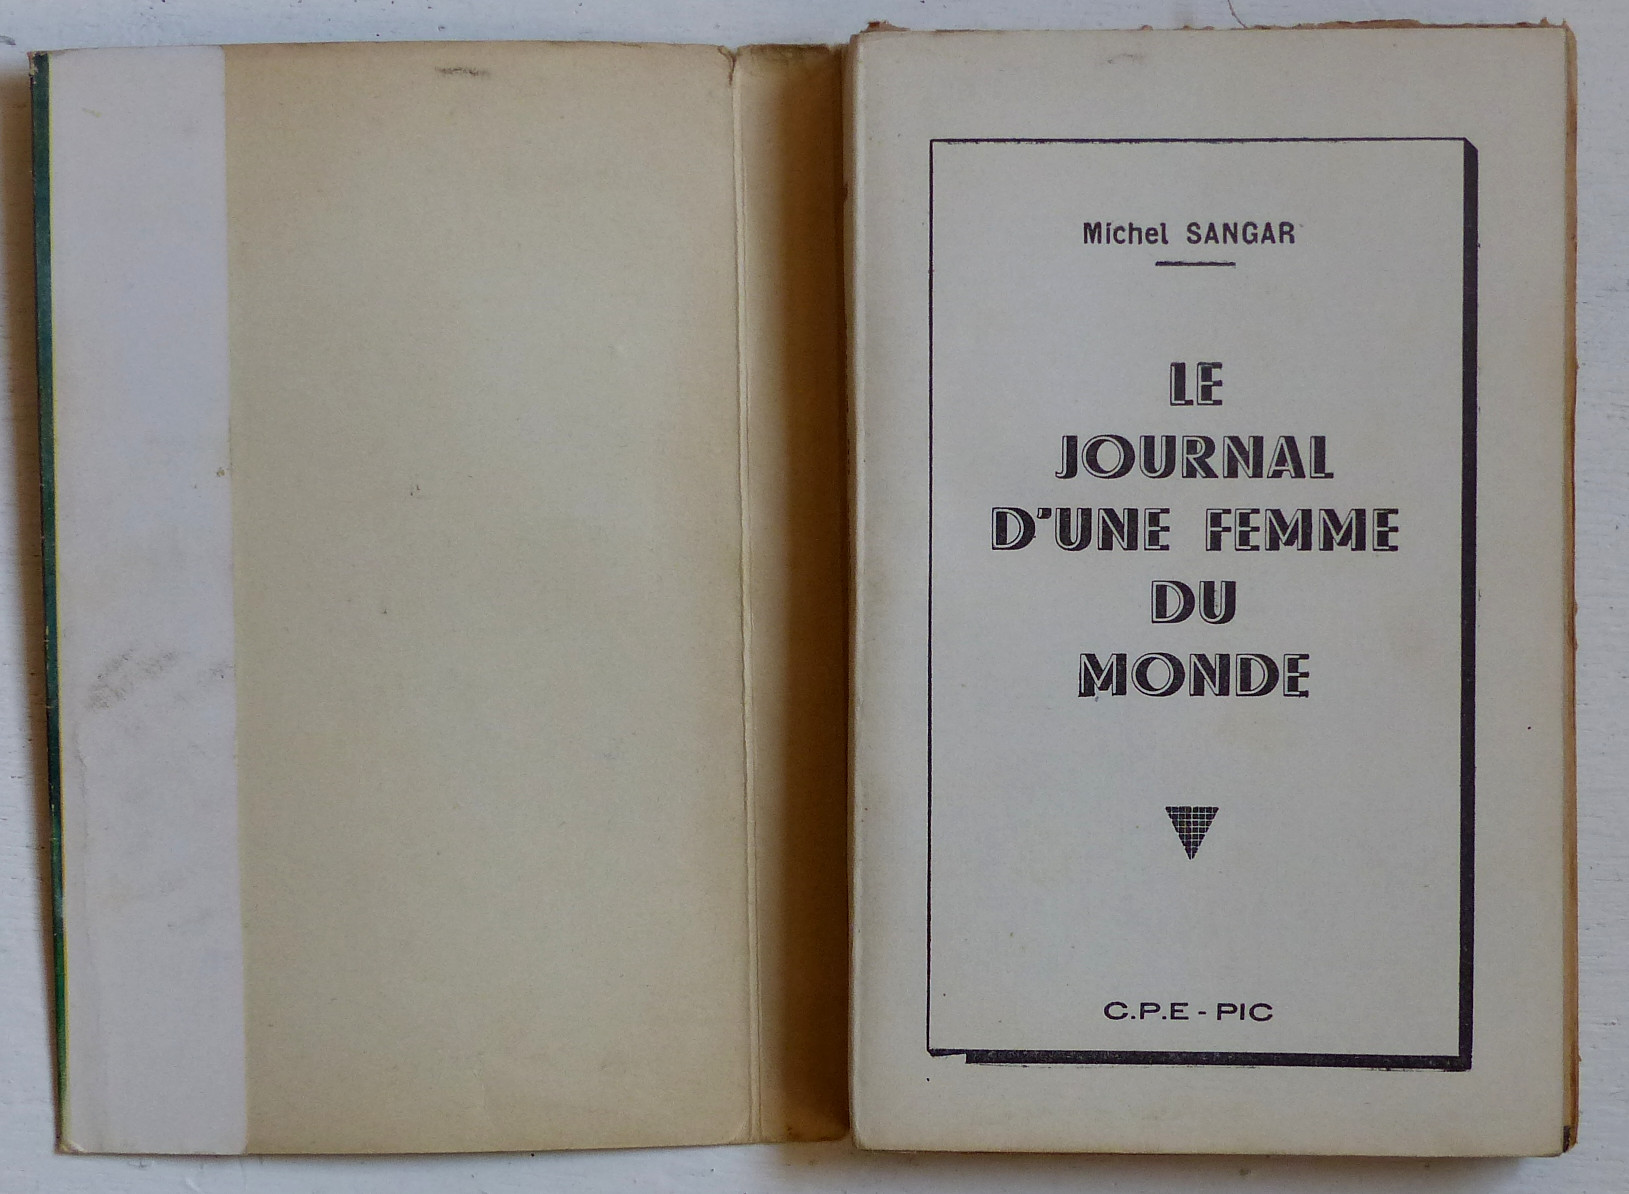 Michel SANGAR
LE
JOURNAL
D'UNE FEMME
DU
MONDE
C.P.E - PIC